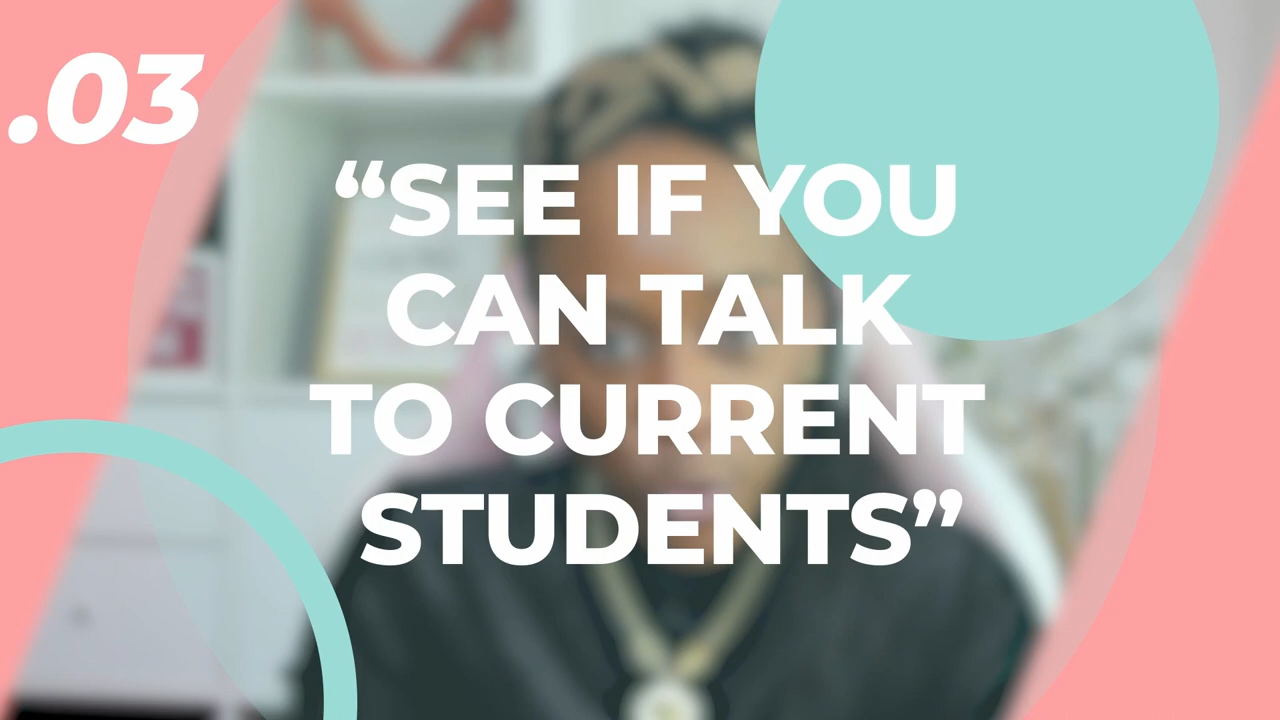 .03
“SEE IF YOU
CAN TALK
TO CURRENT
STUDENTS”